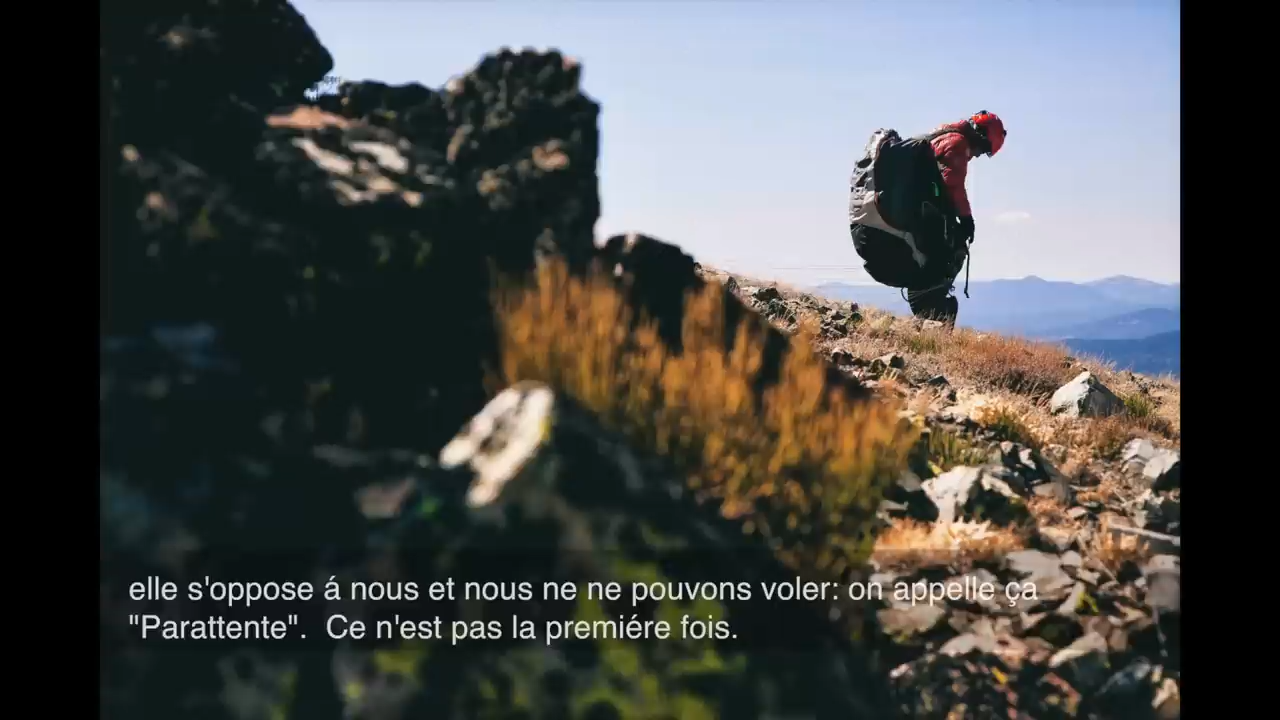 elle s'oppose á nous et nous ne ne pouvons voler: on appelle ça
"Parattente".  Ce n'est pas la premiére fois.